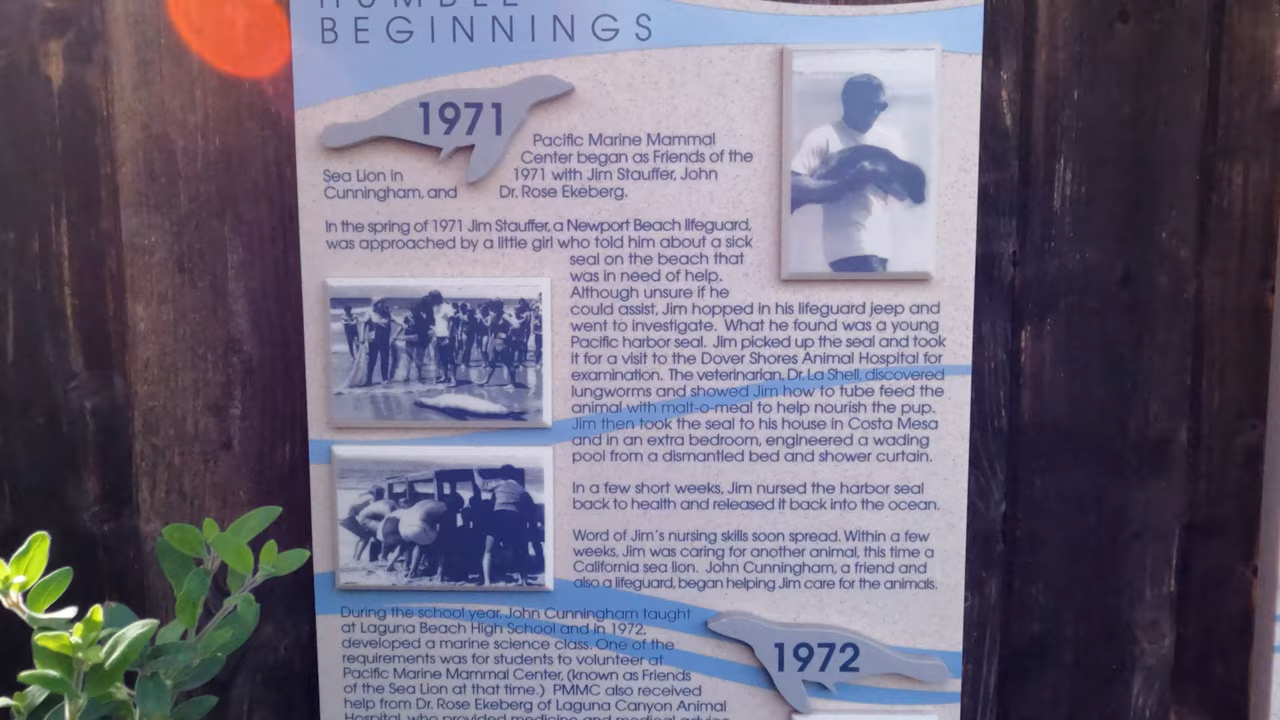 HUMBLE
BEGINNINGS
1971
Pacific Marine Mammal
Center began as Friends of the
Sea Lion in 1971 with Jim Stauffer, John
Cunningham, and Dr. Rose Ekeberg.
In the spring of 1971 Jim Stauffer, a Newport Beach lifeguard,
was approached by a little girl who told him about a sick
seal on the beach that
was in need of help.
Although unsure if he
could assist, Jim hopped in his lifeguard jeep and
went to investigate. What he found was a young
Pacific harbor seal. Jim picked up the seal and took
it for a visit to the Dover Shores Animal Hospital for
examination. The veterinarian, Dr. La Shell, discovered
lungworms and showed Jim how to tube feed the
animal with malt-o-meal to help nourish the pup.
Jim then took the seal to his house in Costa Mesa
and in an extra bedroom, engineered a wading
pool from a dismantled bed and shower curtain.
In a few short weeks, Jim nursed the harbor seal
back to health and released it back into the ocean.
Word of Jim's nursing skills soon spread. Within a few
weeks, Jim was caring for another animal, this time a
California sea lion. John Cunningham, a friend and
also a lifeguard, began helping Jim care for the animals.
During the school year, John Cunningham taught
at Laguna Beach High School and in 1972,
developed a marine science class. One of the
requirements was for students to volunteer at
Pacific Marine Mammal Center, (known as Friends
of the Sea Lion at that time.) PMMC also received
help from Dr. Rose Ekeberg of Laguna Canyon Animal
Hospital, who provided medicine and medical advice
1972